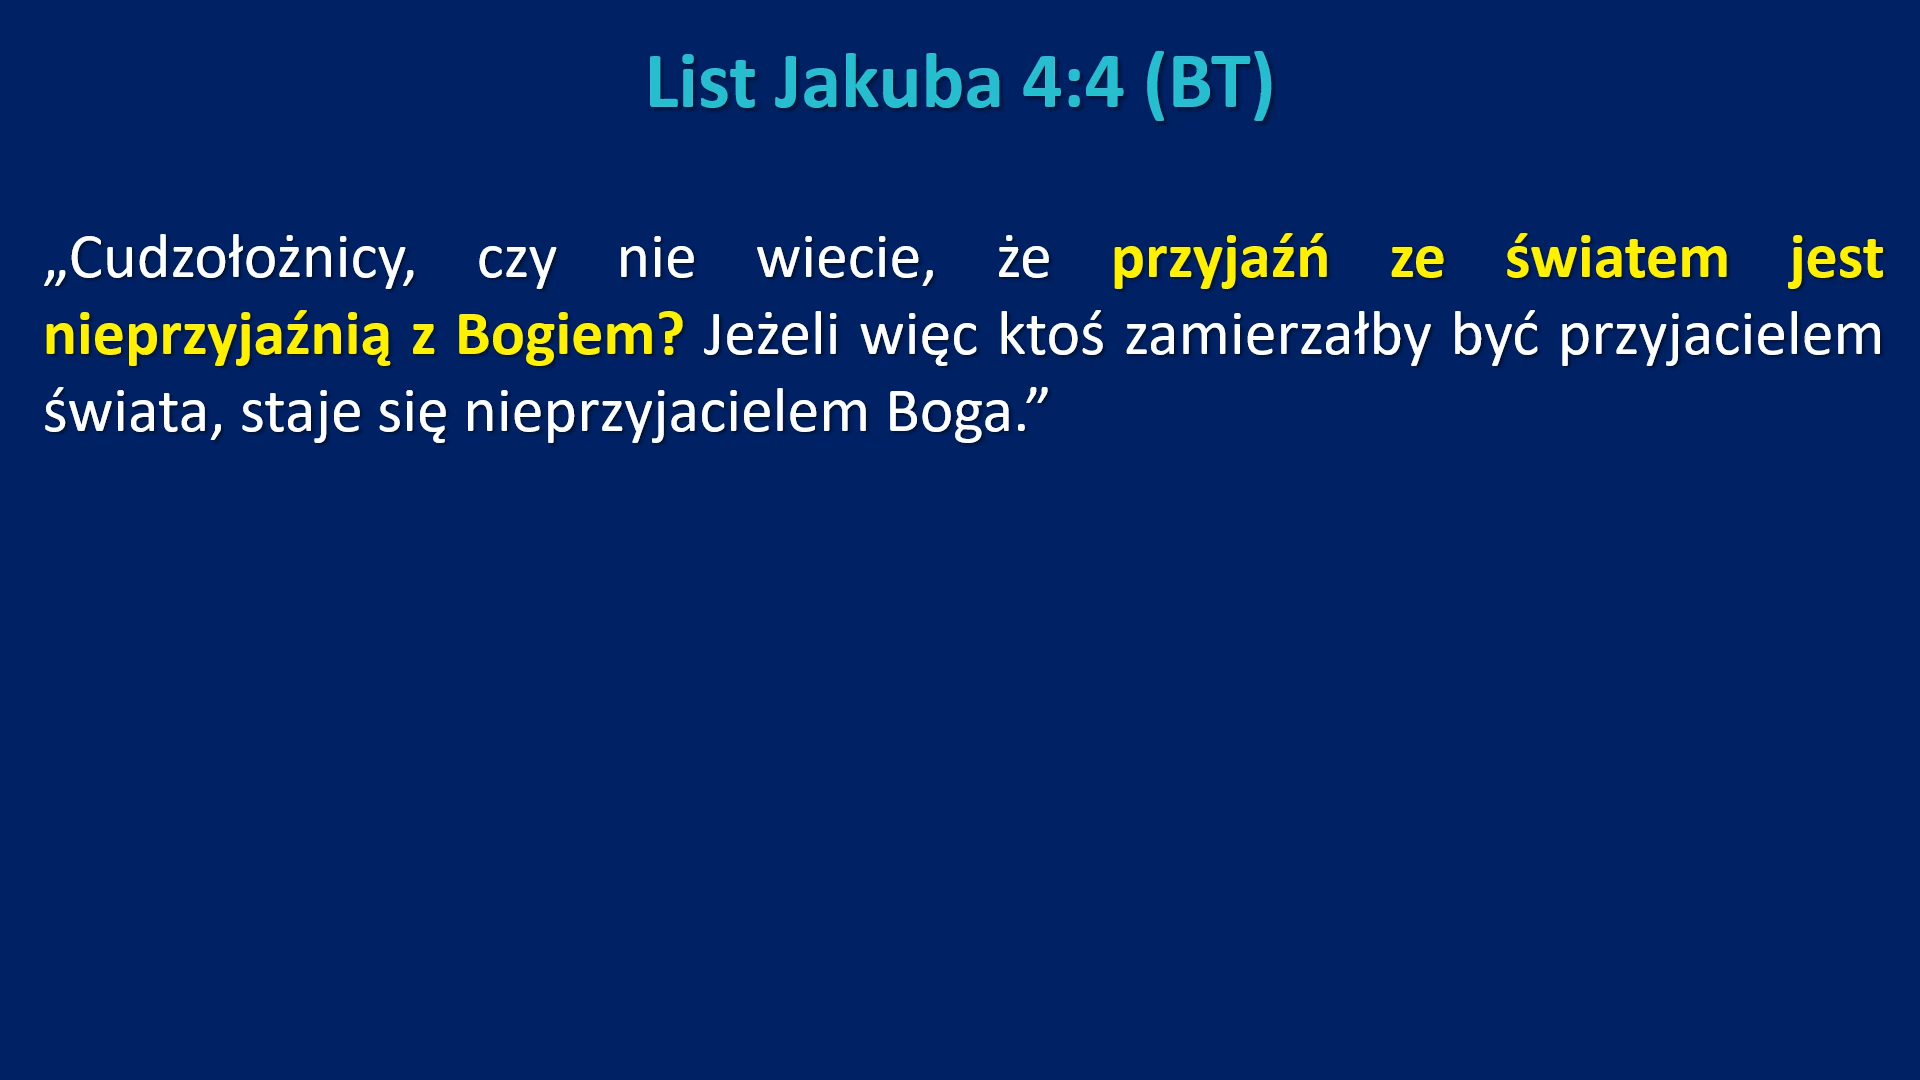 List Jakuba 4:4 (BT)
„Cudzołożnicy, czy nie wiecie, że przyjaźń ze światem jest
nieprzyjaźnią z Bogiem? Jeżeli więc ktoś zamierzałby być przyjacielem
świata, staje się nieprzyjacielem Boga.”